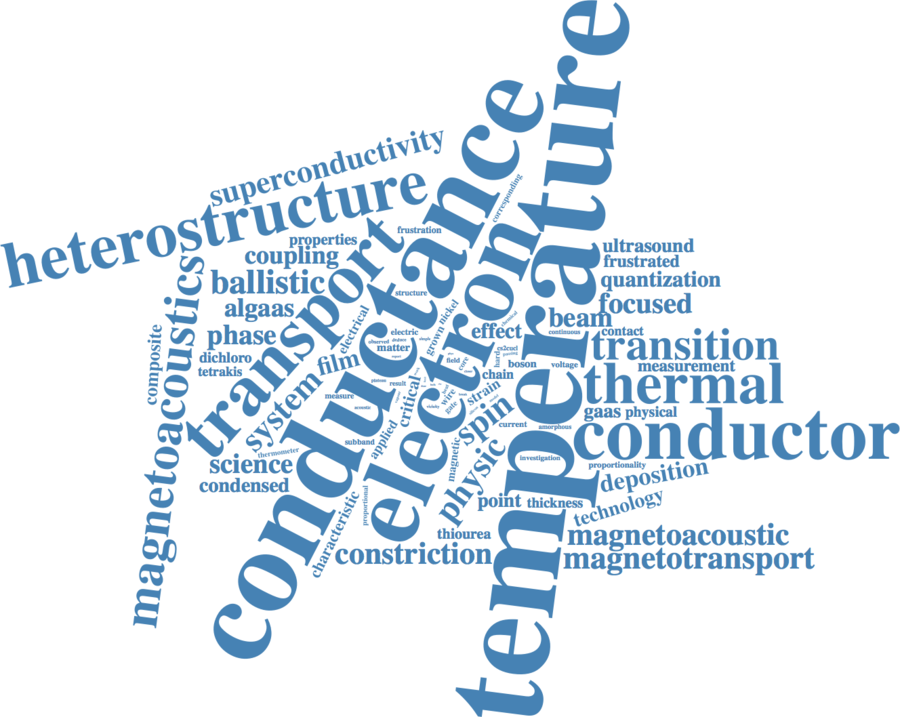 temperature
conductance
electron
superconductivity
heterostructure
transport
corresponding
frustration
properties
coupling
ballistic
algaas
phase
dichloro
tetrakis
composite
magnetoacoustics
system
film
electrical
structure
electric
matter
grown nickel
effect
ultrasound
frustrated
quantization
focused
beam
continuous
contact
transition
measurement
thermal
gaas
physical
conductor
boson
voltage
chain
strain
hard
field
core
wire
gate
critical
result
measure
applied
subband
thermometer
science
condensed
spin
current
amorphous
physic
magnetic
investigation
proportionality
deposition
technology
point
thickness
proportional
characteristic
thiourea
constriction
magnetoacoustic
magnetotransport